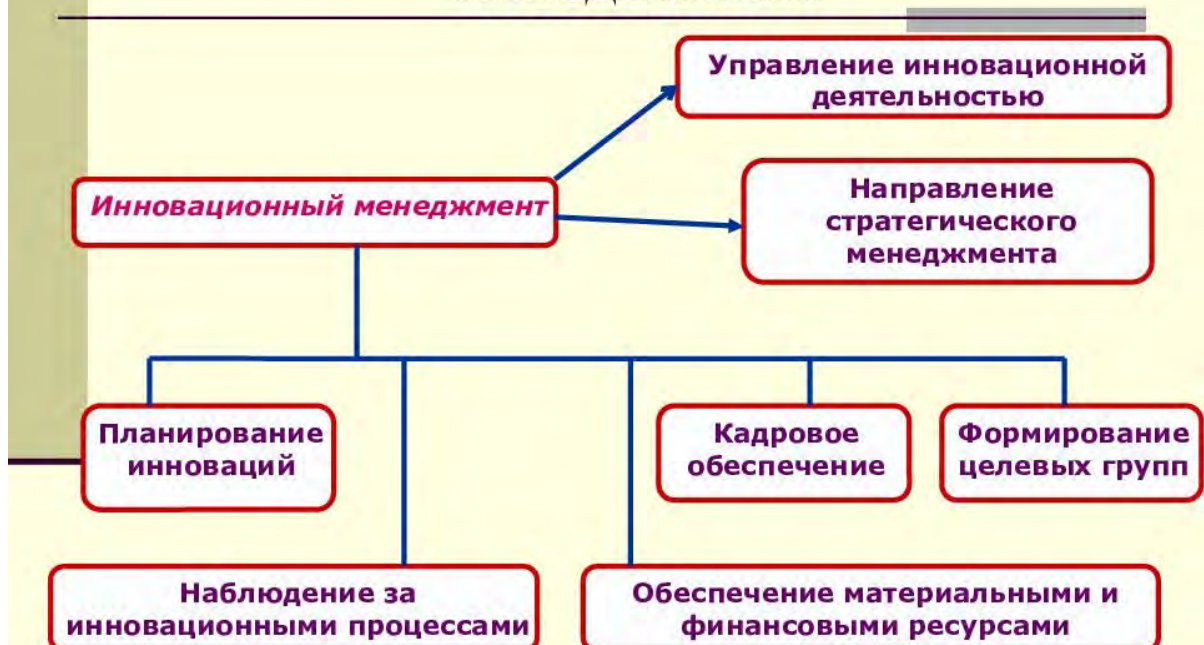 Управление инновационной
деятельностью
Инновационный менеджмент
Направление
стратегического
менеджмента
Планирование
инноваций
Кадровое
обеспечение
Формирование
целевых групп
Наблюдение за
инновационными процессами
Обеспечение материальными и
финансовыми ресурсами